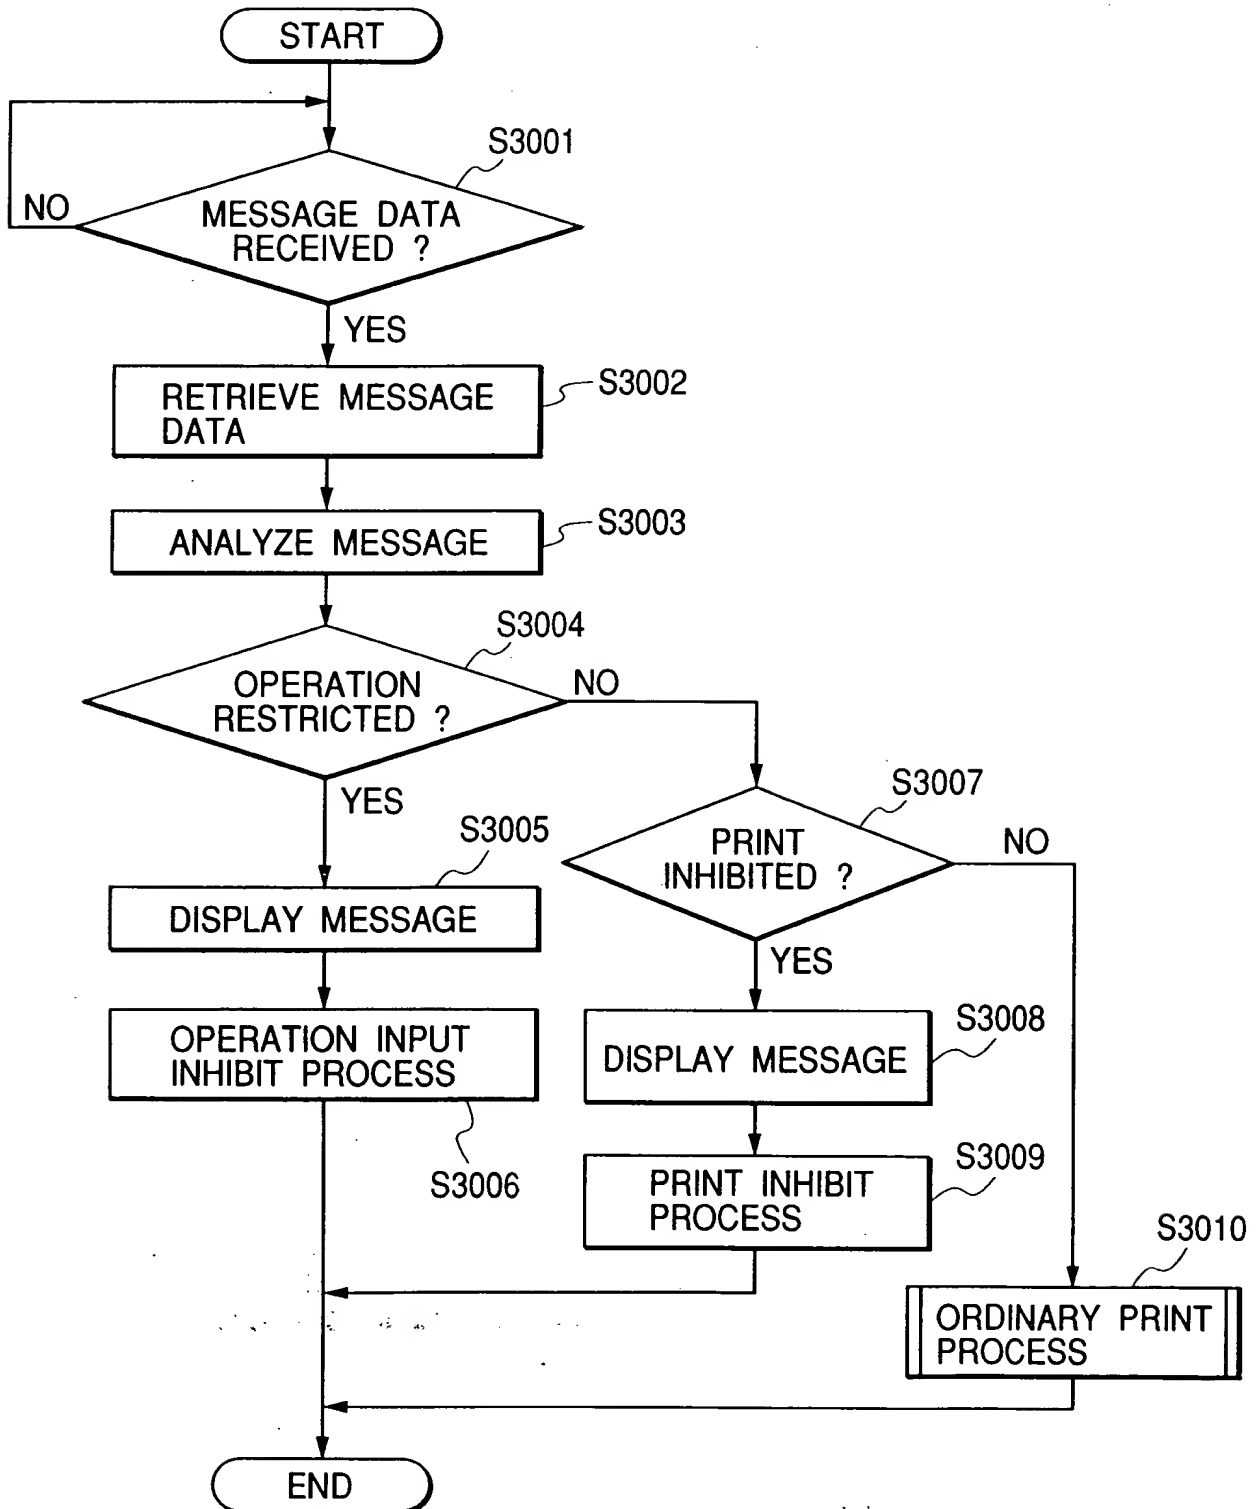 START
S3001
NO
MESSAGE DATA
RECEIVED ?
YES
S3002
RETRIEVE MESSAGE
DATA
S3003
ANALYZE MESSAGE
S3004
OPERATION
RESTRICTED ?
NO
YES
S3007
PRINT
INHIBITED ?
NO
S3005
DISPLAY MESSAGE
YES
OPERATION INPUT
INHIBIT PROCESS
S3006
S3008
DISPLAY MESSAGE
S3009
PRINT INHIBIT
PROCESS
S3010
ORDINARY PRINT
PROCESS
END